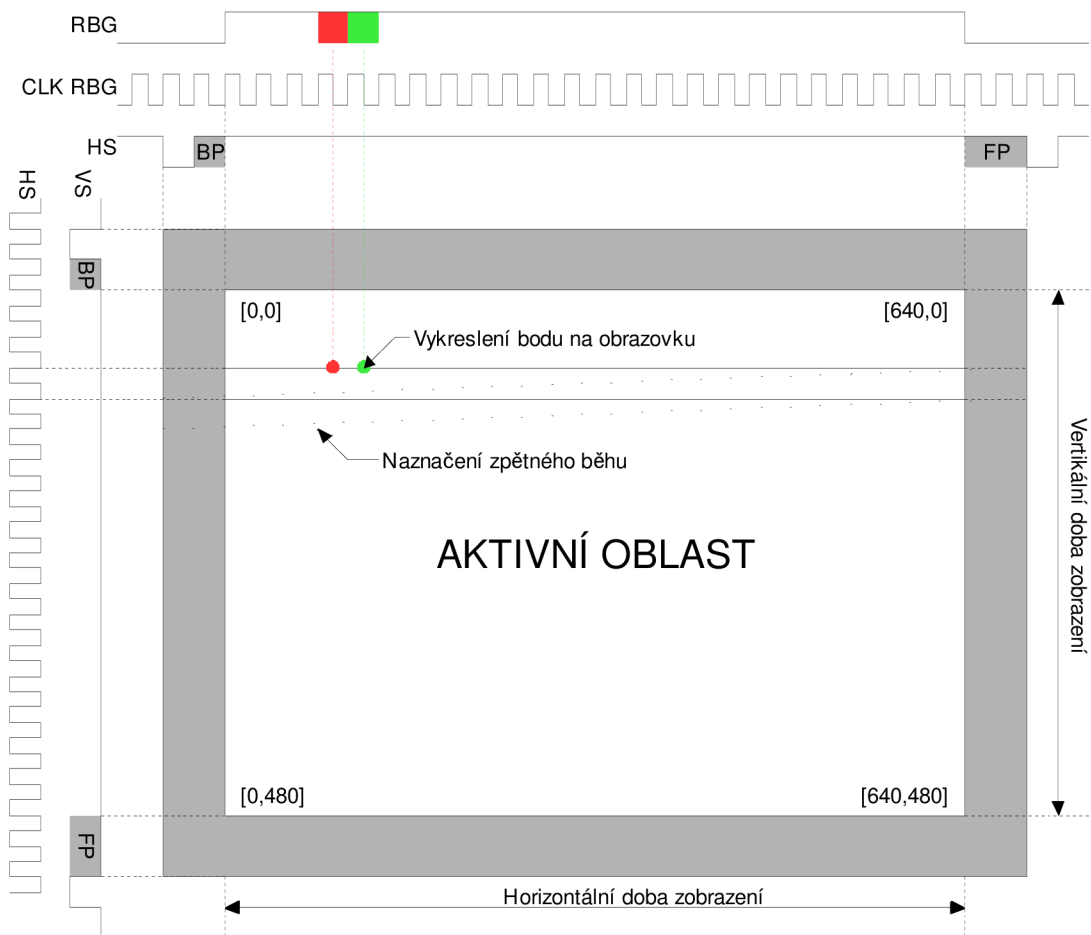 RBG
CLK RBG
HS
BP
FP
HS
VS
BP
[0,0]
[640,0]
Vykreslení bodu na obrazovku
Naznačení zpětného běhu
AKTIVNÍ OBLAST
Vertikální doba zobrazení
[0,480]
[640,480]
FP
Horizontální doba zobrazení